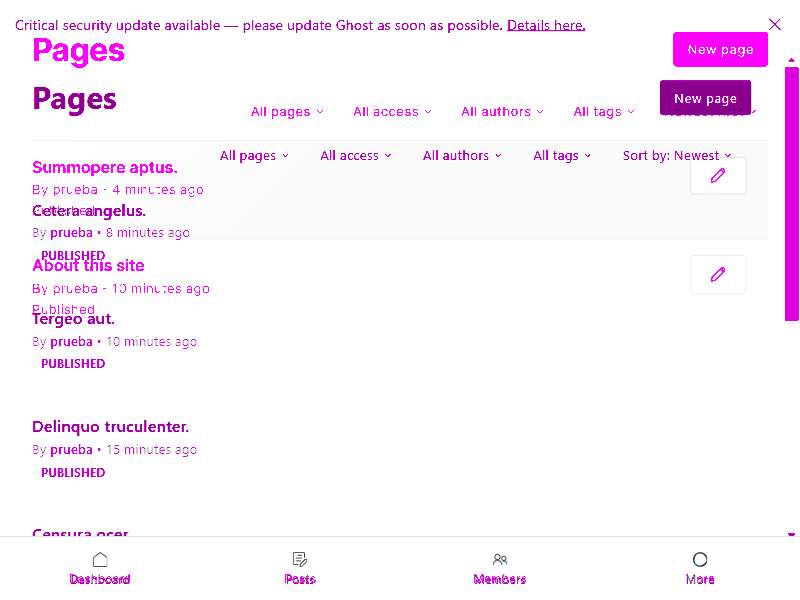 Critical security update available — please update Ghost as soon as possible. Details here.
Pages
New page
Pages
New page
All pages All access All authors All tags
All pages All access All authors All tags Sort by: Newest
Summopere aptus.
By prueba - 4 minutes ago
Published
Cetera angelus.
By prueba • 8 minutes ago
PUBLISHED
About this site
By prueba - 10 minutes ago
Published
Tergeo aut.
By prueba • 10 minutes ago
PUBLISHED
Delinquo truculenter.
By prueba • 15 minutes ago
PUBLISHED
Censura ocer.
Dashboard Posts Members More